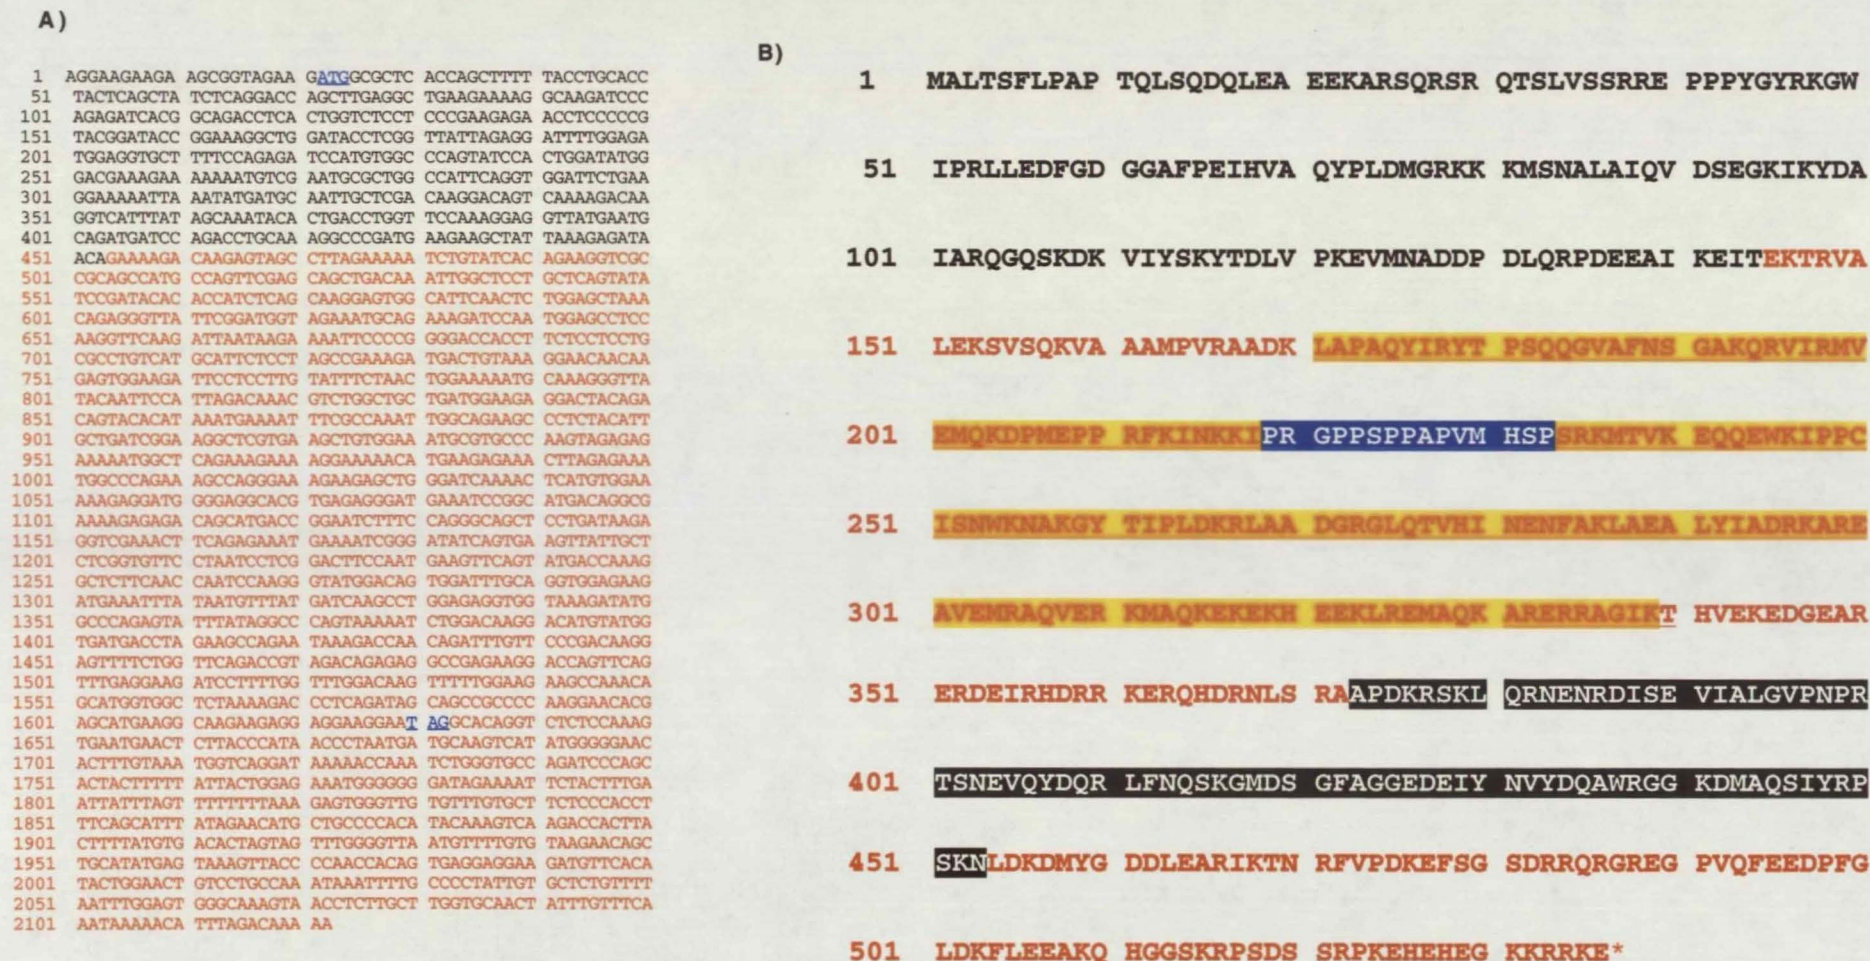 A)
1 AGGAAGAAGA AGCGGTAGAA GATGGCGCTC ACCAGCTTTT TACCTGCACC
51 TACTCAGCTA TCTCAGGACC AGCTTGAGGC TGAAGAAAAG GCAAGATCCC
101 AGAGATCACG GCAGACCTCA CTGGTCTCCT CCCGAAGAGA ACCTCCCCCG
151 TACGGATACC GGAAAGGCTG GATACCTCGG TTATTAGAGG ATTTTGGAGA
201 TGGAGGTGCT TTTCCAGAGA TCCATGTGGC CCAGTATCCA CTGGATATGG
251 GACGAAAGAA AAAAATGTCG AATGCGCTGG CCATTCAGGT GGATTCTGAA
301 GGAAAAATTA AATATGATGC AATTGCTCGA CAAGGACAGT CAAAAGACAA
351 GGTCATTTAT AGCAAATACA CTGACCTGGT TCCAAAGGAG GTTATGAATG
401 CAGATGATCC AGACCTGCAA AGGCCCGATG AAGAAGCTAT TAAAGAGATA
451 ACAGAAAAGA CAAGAGTAGC CTTAGAAAAA TCTGTATCAC AGAAGGTCGC
501 CGCAGCCATG CCAGTTCGAG CAGCTGACAA ATTGGCTCCT GCTCAGTATA
551 TCCGATACAC ACCATCTCAG CAAGGAGTGG CATTCAACTC TGGAGCTAAA
601 CAGAGGGTTA TTCGGATGGT AGAAATGCAG AAAGATCCAA TGGAGCCTCC
651 AAGGTTCAAG ATTAATAAGA AAATTCCCCG GGGACCACCT TCTCCTCCTG
701 CGCCTGTCAT GCATTCTCCT AGCCGAAAGA TGACTGTAAA GGAACAACAA
751 GAGTGGAAGA TTCCTCCTTG TATTTCTAAC TGGAAAAATG CAAAGGGTTA
801 TACAATTCCA TTAGACAAAC GTCTGGCTGC TGATGGAAGA GGACTACAGA
851 CAGTACACAT AAATGAAAAT TTCGCCAAAT TGGCAGAAGC CCTCTACATT
901 GCTGATCGGA AGGCTCGTGA AGCTGTGGAA ATGCGTGCCC AAGTAGAGAG
951 AAAAATGGCT CAGAAAGAAA AGGAAAAACA TGAAGAGAAA CTTAGAGAAA
1001 TGGCCCAGAA AGCCAGGGAA AGAAGAGCTG GGATCAAAAC TCATGTGGAA
1051 AAAGAGGATG GGGAGGCACG TGAGAGGGAT GAAATCCGGC ATGACAGGCG
1101 AAAAGAGAGA CAGCATGACC GGAATCTTTC CAGGGCAGCT CCTGATAAGA
1151 GGTCGAAACT TCAGAGAAAT GAAAATCGGG ATATCAGTGA AGTTATTGCT
1201 CTCGGTGTTC CTAATCCTCG GACTTCCAAT GAAGTTCAGT ATGACCAAAG
1251 GCTCTTCAAC CAATCCAAGG GTATGGACAG TGGATTTGCA GGTGGAGAAG
1301 ATGAAATTTA TAATGTTTAT GATCAAGCCT GGAGAGGTGG TAAAGATATG
1351 GCCCAGAGTA TTTATAGGCC CAGTAAAAAT CTGGACAAGG ACATGTATGG
1401 TGATGACCTA GAAGCCAGAA TAAAGACCAA CAGATTTGTT CCCGACAAGG
1451 AGTTTTCTGG TTCAGACCGT AGACAGAGAG GCCGAGAAGG ACCAGTTCAG
1501 TTTGAGGAAG ATCCTTTTGG TTTGGACAAG TTTTTGGAAG AAGCCAAACA
1551 GCATGGTGGC TCTAAAAGAC CCTCAGATAG CAGCCGCCCC AAGGAACACG
1601 AGCATGAAGG CAAGAAGAGG AGGAAGGAAT AGGCACAGGT CTCTCCAAAG
1651 TGAATGAACT CTTACCCATA ACCCTAATGA TGCAAGTCAT ATGGGGGAAC
1701 ACTTTGTAAA TGGTCAGGAT AAAAACCAAA TCTGGGTGCC AGATCCCAGC
1751 ACTACTTTTT ATTACTGGAG AAATGGGGGG GATAGAAAAT TCTACTTTGA
1801 ATTATTTAGT TTTTTTTAAA GAGTGGGTTG TGTTTGTGCT TCTCCCACCT
1851 TTCAGCATTT ATAGAACATG CTGCCCCACA TACAAAGTCA AGACCACTTA
1901 CTTTTATGTG ACACTAGTAG TTTGGGGTTA ATGTTTTGTG TAAGAACAGC
1951 TGCATATGAG TAAAGTTACC CCAACCACAG TGAGGAGGAA GATGTTCACA
2001 TACTGGAACT GTCCTGCCAA ATAAATTTTG CCCCTATTGT GCTCTGTTTT
2051 AATTTGGAGT GGGCAAAGTA ACCTCTTGCT TGGTGCAACT ATTTGTTTCA
2101 AATAAAAACA TTTAGACAAA AA
B)
1 MALTSFLPAP TQLSQDQLEA EEKARSQRSR QTSLVSSRRE PPPYGYRKGW
51 IPRLLEDFGD GGAFPEIHVA QYPLDMGRKK KMSNALAIQV DSEGKIKYDA
101 IARQGQSKDK VIYSKYTDLV PKEVMNADDP DLQRPDEEAI KEITEKTRVA
151 LEKSVSQKVA AAMPVRAADK LAPAQYIRYT PSQQGVAFNS GAKQRVIRMV
201 EMQKDPMEPP RFKINKKIPR GPPSPPAPVM HSPSRKMTVK EQQEWKIPPC
251 ISNWKNAKGY TIPLDKRLAA DGRGLQTVHI NENFAKLAEA LYIADRKARE
301 AVEMRAQVER KMAQKEKEKH EEKLREMAQK ARERRAGIKT HVEKEDGEAR
351 ERDEIRHDRR KERQHDRNLS RAAPDKRSKL QRNENRDISE VIALGVPNPR
401 TSNEVQYDQR LFNQSKGMDS GFAGGEDEIY NVYDQAWRGG KDMAQSIYRP
451 SKNLDKDMYG DDLEARIKTN RFVPDKEFSG SDRRQRGREG PVQFEEDPFG
501 LDKFLEEAKQ HGGSKRPSDS SRPKEHEHEG KKRRKE*